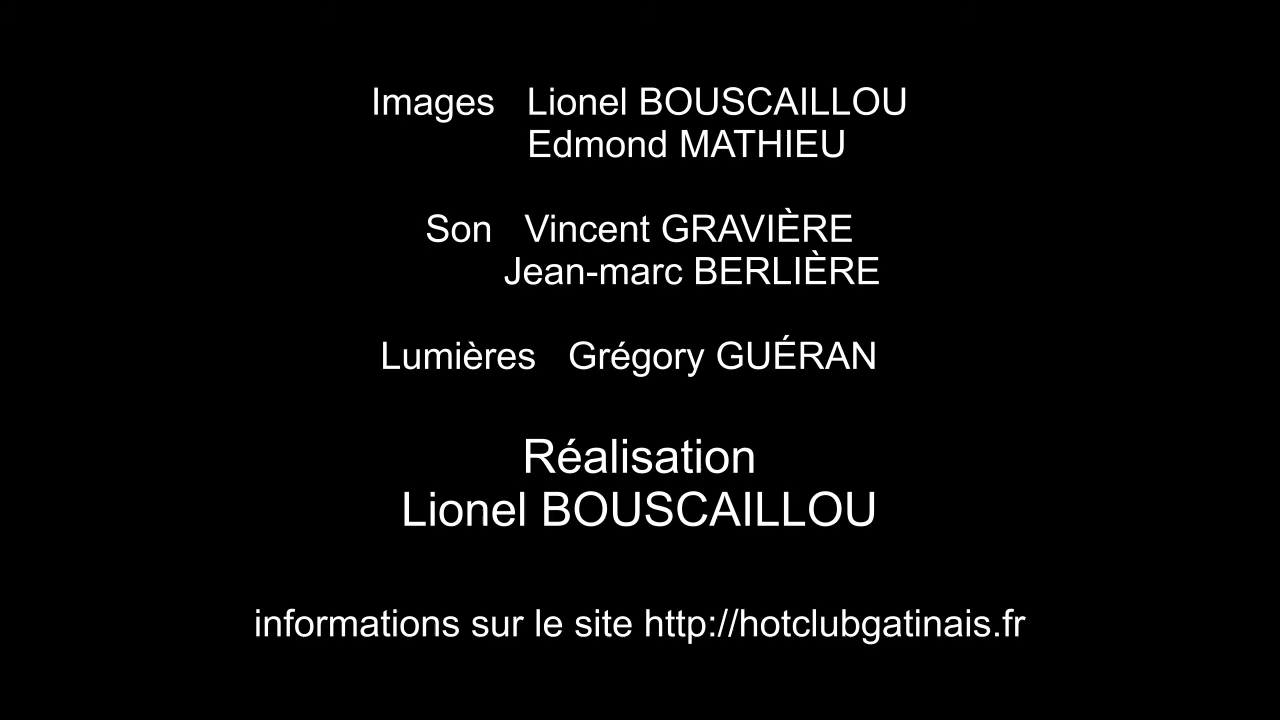 Images Lionel BOUSCAILLOU
Edmond MATHIEU
Son Vincent GRAVIÈRE
Jean-marc BERLIÈRE
Lumières Grégory GUÉRAN
Réalisation
Lionel BOUSCAILLOU
informations sur le site http://hotclubgatinais.fr